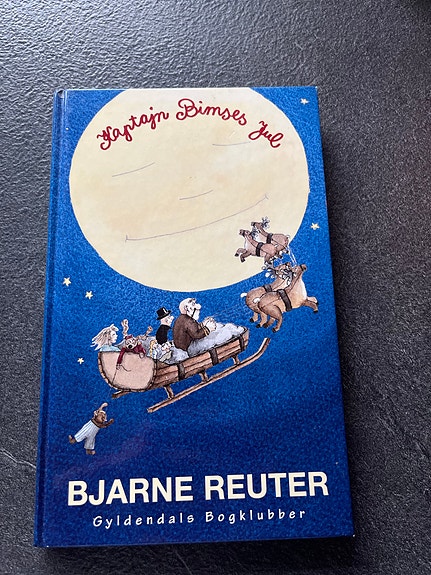 Kaptajn Bimses Jul
BJARNE REUTER
Gyldendals Bogklubber